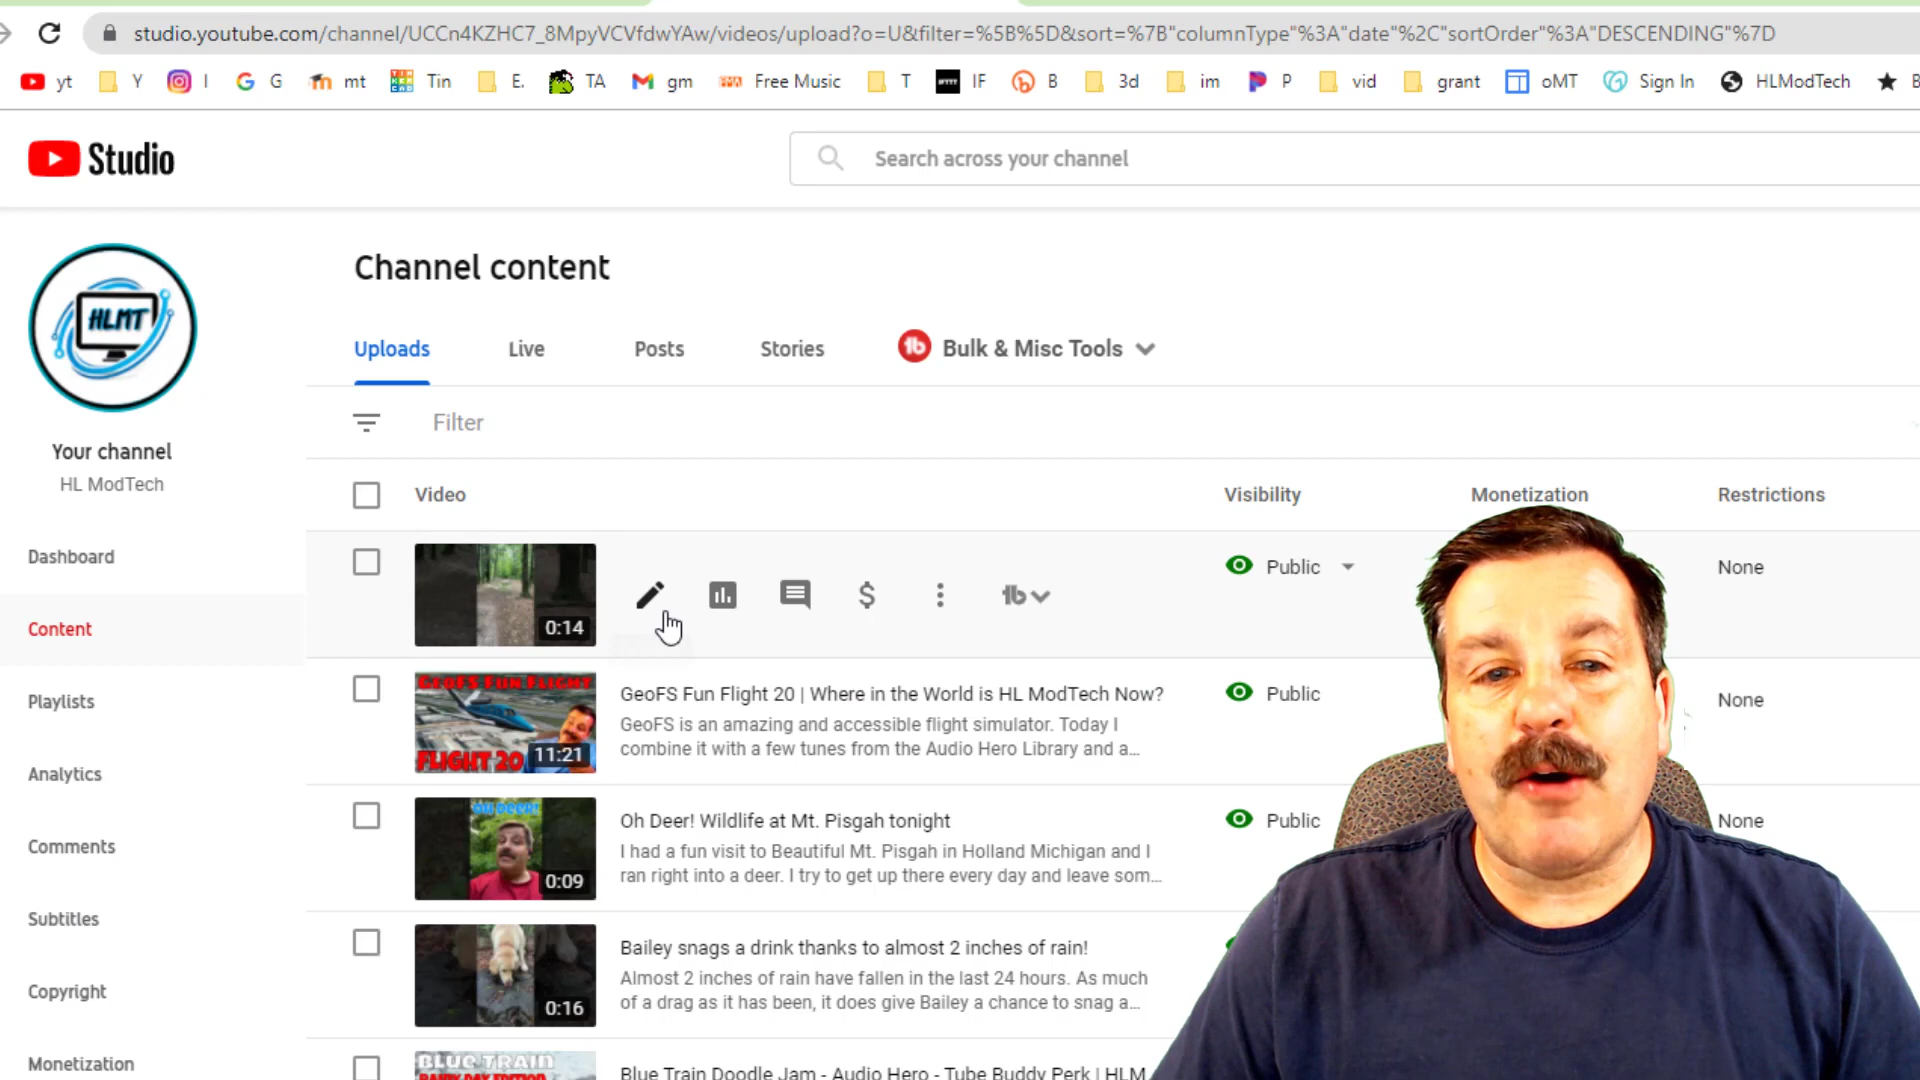 studio.youtube.com/channel/UCCn4KZHC7_8MpyVCVfdwYAw/videos/upload?o=U&filter=%5B%5D&sort=%7B"columnType"%3A"date"%2C"sortOrder"%3A"DESCENDING"%7D
yt Y I G mt Tin E. TA gm Free Music T IF B 3d im P vid grant oMT Sign In HLModTech
Studio
Search across your channel
HLMT
Your channel
HL ModTech
Dashboard
Content
Playlists
Analytics
Comments
Subtitles
Copyright
Monetization
Channel content
Uploads Live Posts Stories Bulk & Misc Tools
Filter
Video Visibility Monetization Restrictions
0:14
Public None
GeoFS FUN FLIGHT
FLIGHT 20
11:21
GeoFS Fun Flight 20 | Where in the World is HL ModTech Now?
GeoFS is an amazing and accessible flight simulator. Today I
combine it with a few tunes from the Audio Hero Library and a...
Public None
OH DEER!
0:09
Oh Deer! Wildlife at Mt. Pisgah tonight
I had a fun visit to Beautiful Mt. Pisgah in Holland Michigan and I
ran right into a deer. I try to get up there every day and leave som...
Public None
0:16
Bailey snags a drink thanks to almost 2 inches of rain!
Almost 2 inches of rain have fallen in the last 24 hours. As much
of a drag as it has been, it does give Bailey a chance to snag a...
BLUE TRAIN
Blue Train Doodle Jam - Audio Hero - Tube Buddy Perk | HLM